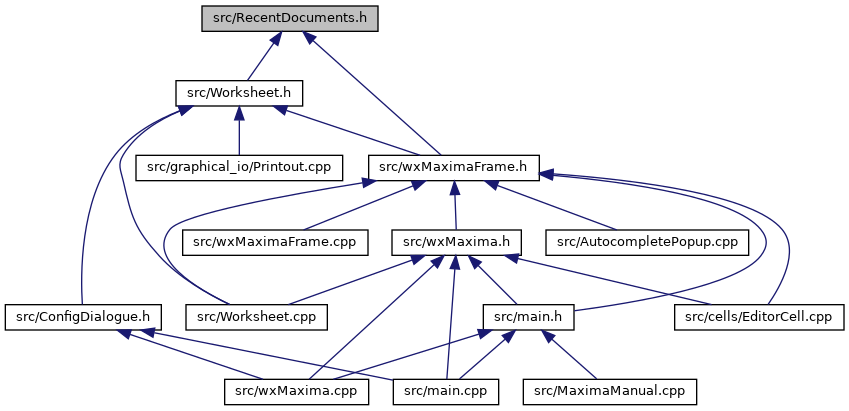 src/RecentDocuments.h
src/Worksheet.h
src/graphical_io/Printout.cpp
src/wxMaximaFrame.h
src/wxMaximaFrame.cpp
src/wxMaxima.h
src/AutocompletePopup.cpp
src/ConfigDialogue.h
src/Worksheet.cpp
src/main.h
src/cells/EditorCell.cpp
src/wxMaxima.cpp
src/main.cpp
src/MaximaManual.cpp